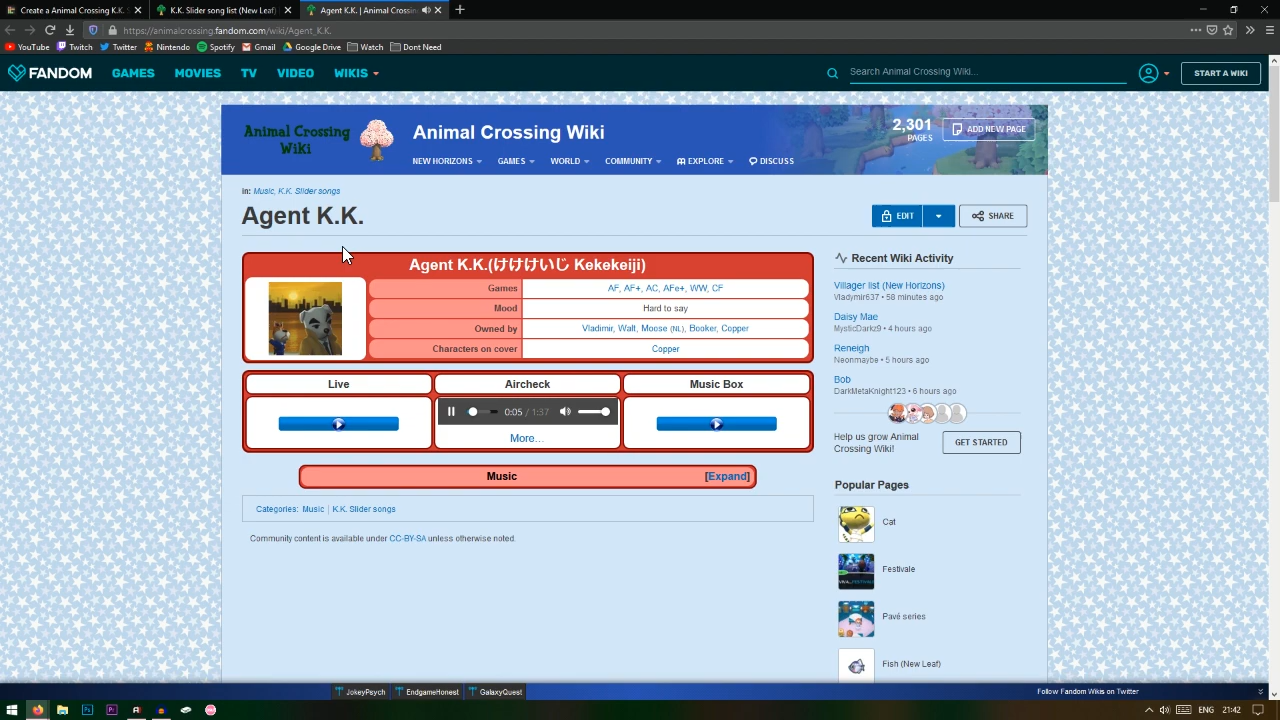 Create a Animal Crossing K.K. S
K.K. Slider song list (New Leaf) |
Agent K.K. | Animal Crossing
https://animalcrossing.fandom.com/wiki/Agent_K.K.
YouTube Twitch Twitter Nintendo Spotify Gmail Google Drive Watch Dont Need
FANDOM GAMES MOVIES TV VIDEO WIKIS Search Animal Crossing Wiki... START A WIKI
Animal Crossing Wiki
Animal Crossing Wiki
2,301 PAGES ADD NEW PAGE
NEW HORIZONS GAMES WORLD COMMUNITY EXPLORE DISCUSS
in: Music, K.K. Slider songs
Agent K.K.
EDIT SHARE
Agent K.K.(けけけいじ Kekekeiji)
Games AF, AF+, AC, AFe+, WW, CF
Mood Hard to say
Owned by Vladimir, Walt, Moose (NL), Booker, Copper
Characters on cover Copper
Live Aircheck Music Box
0:05 / 1:37
More...
Music [Expand]
Categories: Music K.K. Slider songs
Community content is available under CC-BY-SA unless otherwise noted.
Recent Wiki Activity
Villager list (New Horizons)
Vladymir637 • 58 minutes ago
Daisy Mae
MysticDarkz9 • 4 hours ago
Reneigh
Neonmaybe • 5 hours ago
Bob
DarkMetaKnight123 • 6 hours ago
Help us grow Animal Crossing Wiki!
GET STARTED
Popular Pages
Cat
Festivale
Pavé series
Fish (New Leaf)
JokeyPsych EndgameHonest GalaxyQuest
Follow Fandom Wikis on Twitter
ENG 21:42